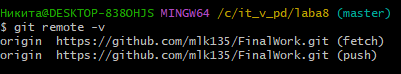 Никита@DESKTOP-838OHJS MINGW64 /c/it_v_pd/laba8 (master)
$ git remote -v
origin  https://github.com/mlk135/FinalWork.git (fetch)
origin  https://github.com/mlk135/FinalWork.git (push)